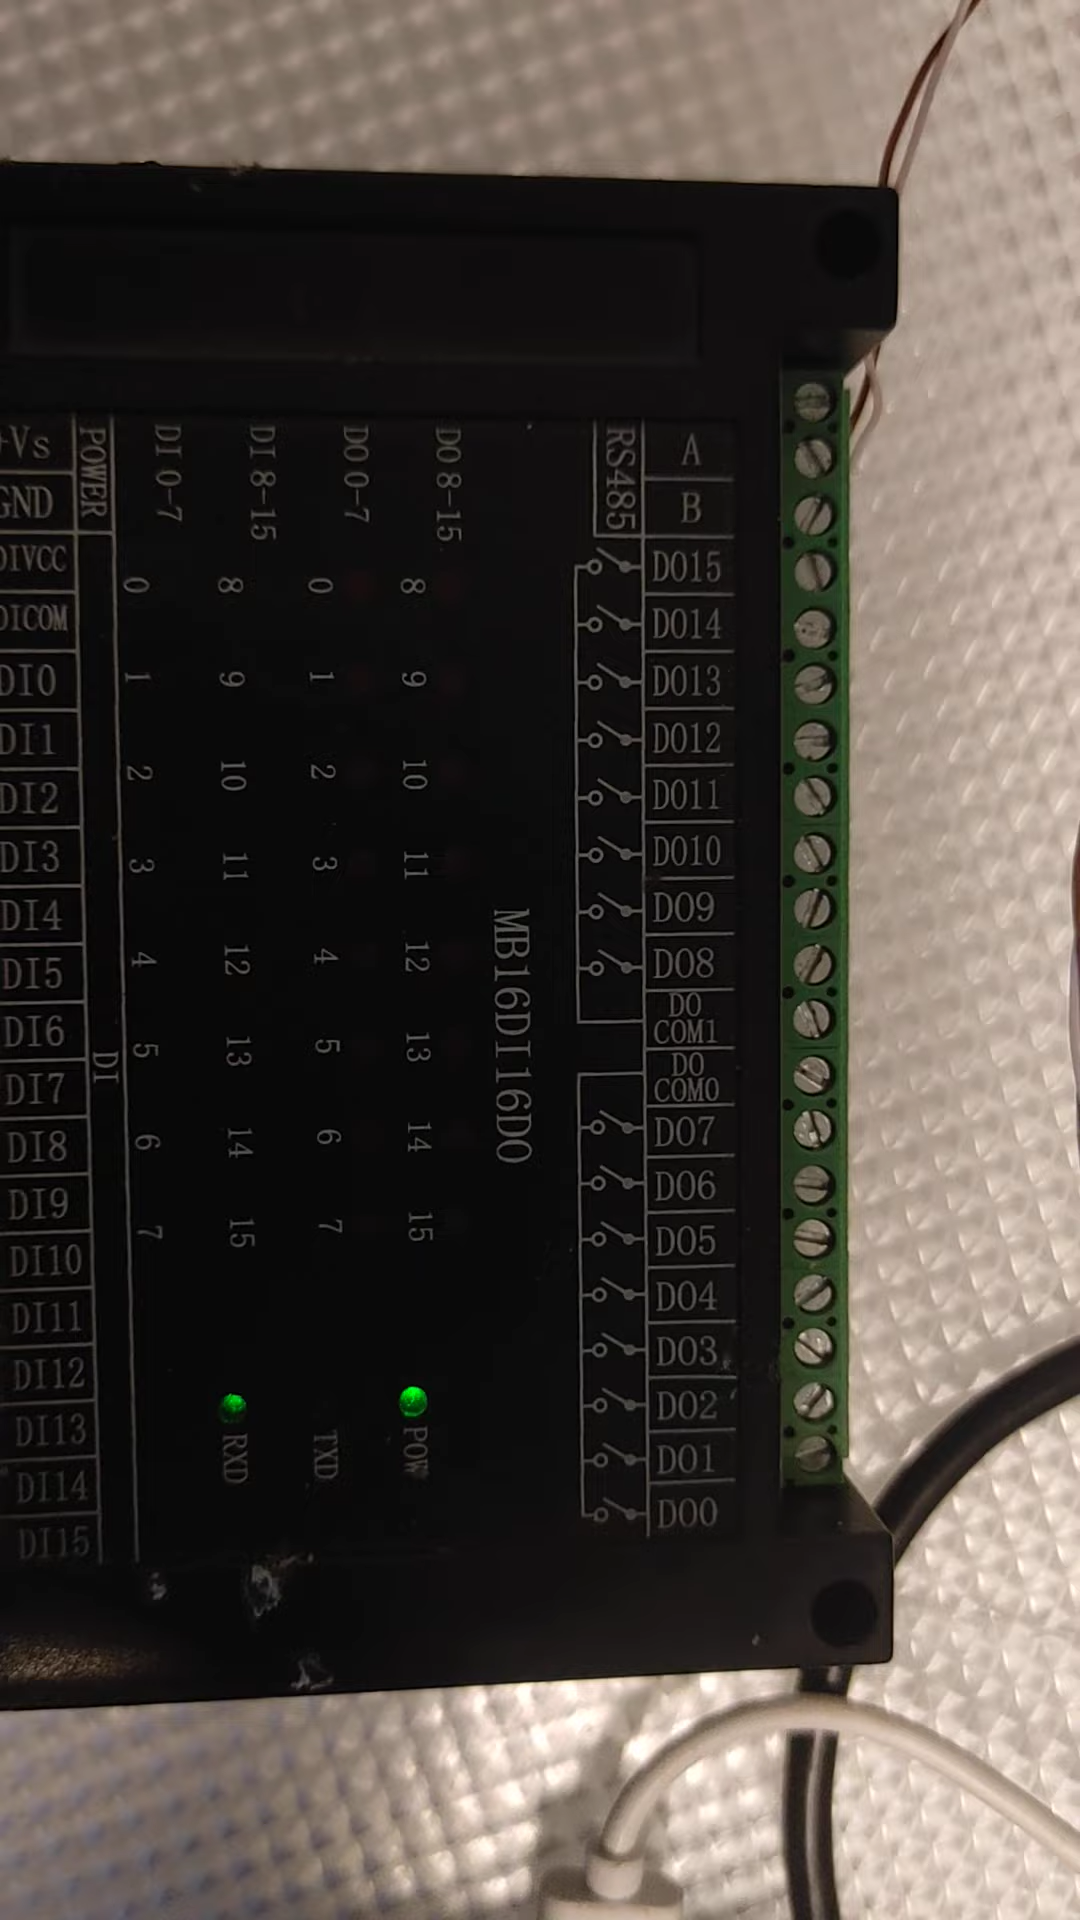 A
B
DO15
DO14
DO13
DO12
DO11
DO10
DO9
DO8
DO
COM1
DO
COM0
DO7
DO6
DO5
DO4
DO3
DO2
DO1
DO0
RS485
MB16DI16DO
DO 8-15
8 9 10 11 12 13 14 15
POW
DO 0-7
0 1 2 3 4 5 6 7
TXD
DI 8-15
8 9 10 11 12 13 14 15
RXD
DI 0-7
0 1 2 3 4 5 6 7
POWER
DI
+Vs
GND
DIVCC
DICOM
DI0
DI1
DI2
DI3
DI4
DI5
DI6
DI7
DI8
DI9
DI10
DI11
DI12
DI13
DI14
DI15